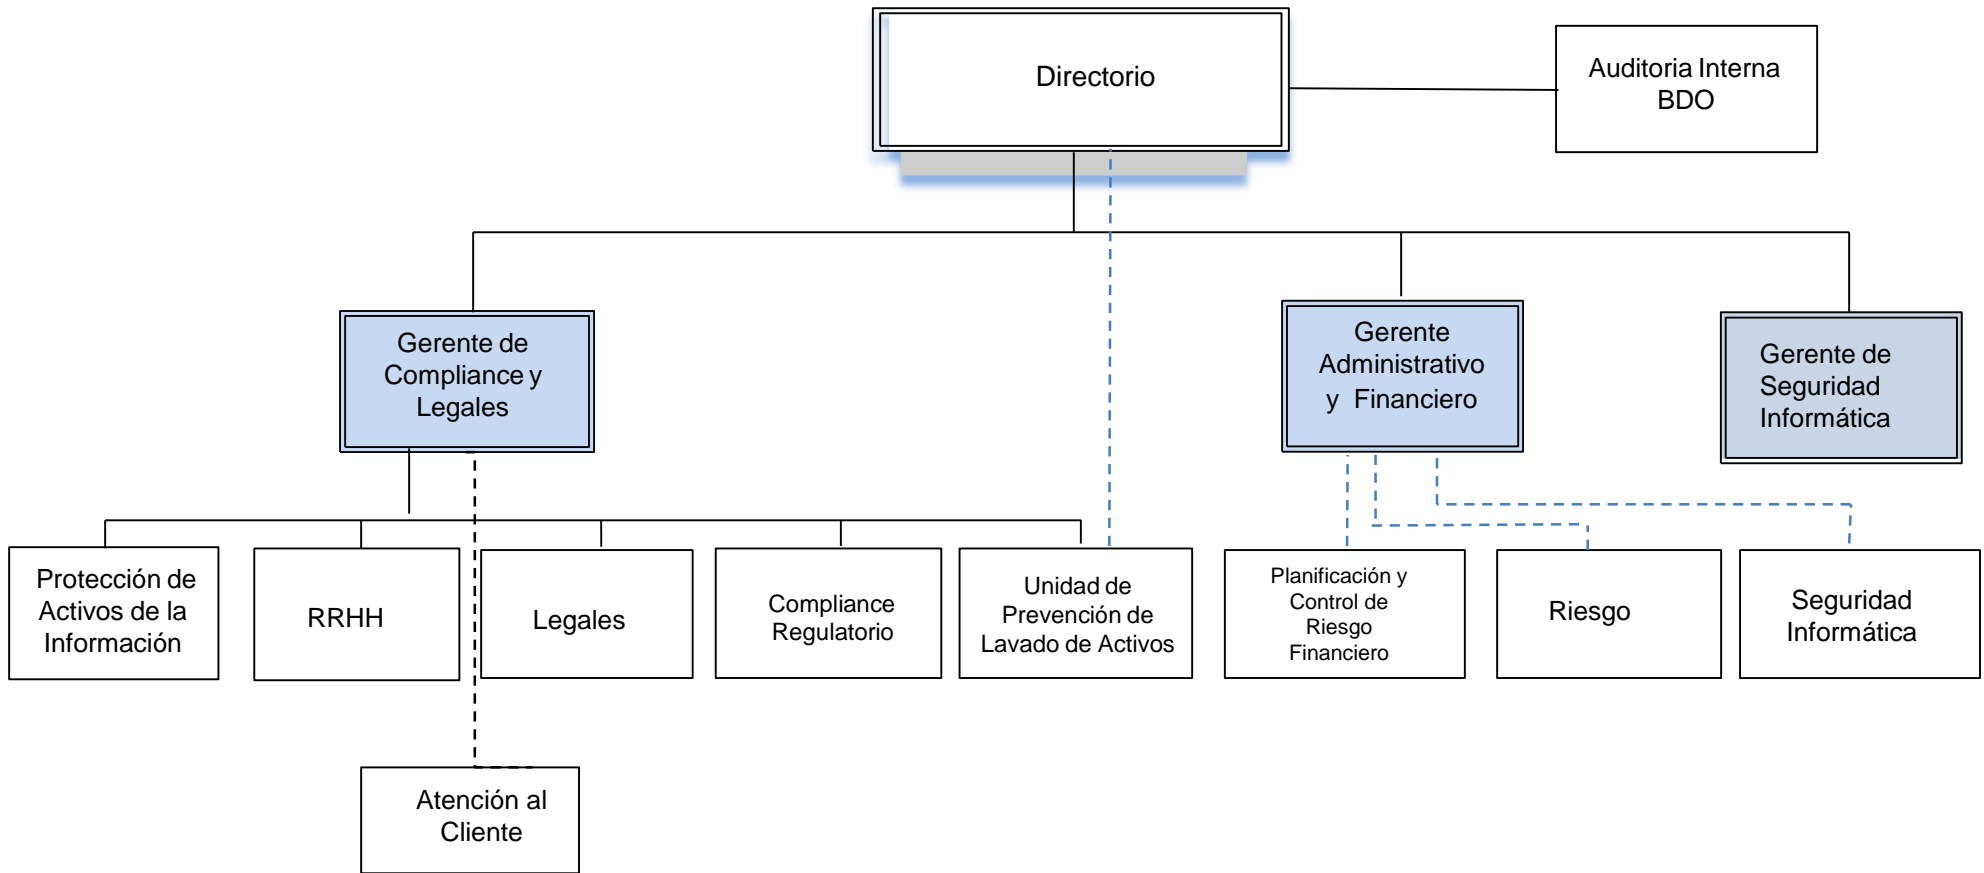 Directorio
Auditoria Interna
BDO
Gerente de
Compliance y
Legales
Gerente
Administrativo
y Financiero
Gerente de
Seguridad
Informática
Protección de
Activos de la
Información
RRHH
Legales
Compliance
Regulatorio
Unidad de
Prevención de
Lavado de Activos
Planificación y
Control de
Riesgo
Financiero
Riesgo
Seguridad
Informática
Atención al
Cliente